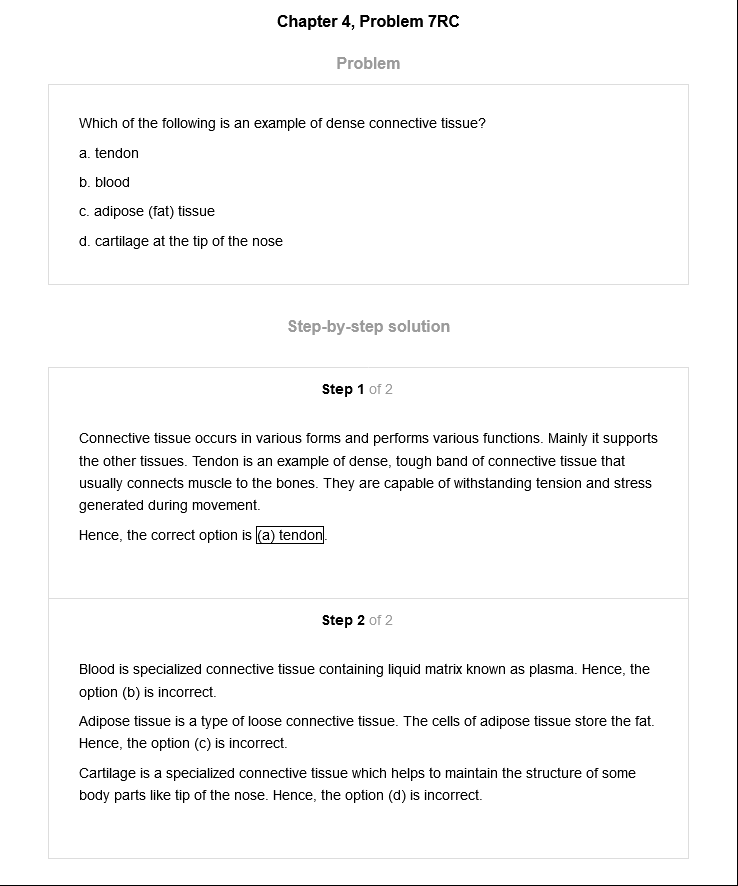 Chapter 4, Problem 7RC
Problem
Which of the following is an example of dense connective tissue?
a. tendon
b. blood
c. adipose (fat) tissue
d. cartilage at the tip of the nose
Step-by-step solution
Step 1 of 2
Connective tissue occurs in various forms and performs various functions. Mainly it supports
the other tissues. Tendon is an example of dense, tough band of connective tissue that
usually connects muscle to the bones. They are capable of withstanding tension and stress
generated during movement.
Hence, the correct option is (a) tendon.
Step 2 of 2
Blood is specialized connective tissue containing liquid matrix known as plasma. Hence, the
option (b) is incorrect.
Adipose tissue is a type of loose connective tissue. The cells of adipose tissue store the fat.
Hence, the option (c) is incorrect.
Cartilage is a specialized connective tissue which helps to maintain the structure of some
body parts like tip of the nose. Hence, the option (d) is incorrect.